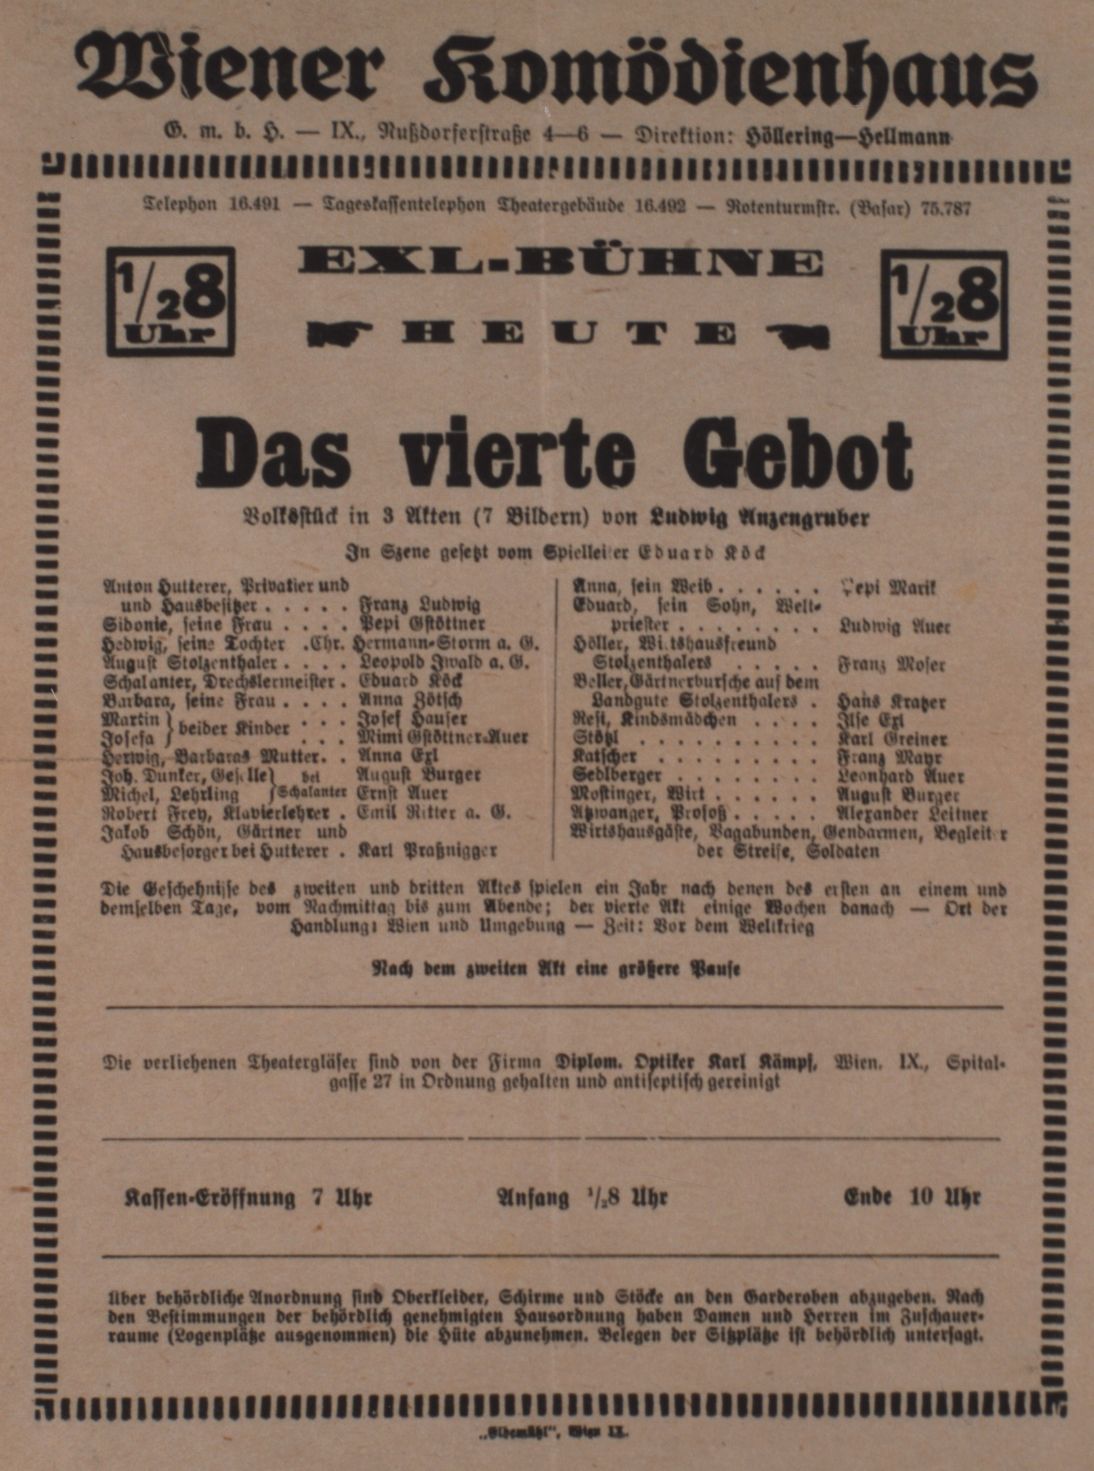 Wiener Komödienhaus
G. m. b. H. — IX., Nußdorferstraße 4—6 — Direktion: Höllering—Hellmann
Telephon 16.491 — Tageskassentelephon Theatergebäude 16.492 — Rotenturmstr. (Basar) 75.787
1/28 Uhr
EXL-BÜHNE
HEUTE
1/28 Uhr
Das vierte Gebot
Volksstück in 3 Akten (7 Bildern) von Ludwig Anzengruber
In Szene gesetzt vom Spielleiter Eduard Köck
Anton Hutterer, Privatier und
und Hausbesitzer . . . . . Franz Ludwig
Sidonie, seine Frau . . . . Pepi Gstöttner
Hedwig, seine Tochter . Chr. Hermann-Storm a. G.
August Stolzenthaler . . . . Leopold Iwald a. G.
Schalanter, Drechslermeister . Eduard Köck
Barbara, seine Frau . . . . Anna Zötsch
Martin } beider Kinder . . . Josef Hauser
Josefa } . . . Mimi Gstöttner-Auer
Herwig, Barbaras Mutter . . Anna Exl
Joh. Dunker, Geselle } bei August Burger
Michel, Lehrling } Schalanter Ernst Auer
Robert Frey, Klavierlehrer . Emil Ritter a. G.
Jakob Schön, Gärtner und
Hausbesorger bei Hutterer . Karl Praßnigger
Anna, sein Weib . . . . . . Pepi Marik
Eduard, sein Sohn, Welt-
priester . . . . . . . . Ludwig Auer
Höller, Wirtshausfreund
Stolzenthalers . . . . . Franz Moser
Beller, Gärtnerbursche auf dem
Landgute Stolzenthalers . Hans Kratzer
Resi, Kindsmädchen . . . . Ilse Exl
Stötzl . . . . . . . . . . Karl Greiner
Katscher . . . . . . . . Franz Mayr
Sedlberger . . . . . . . . Leonhard Auer
Mostinger, Wirt . . . . . . August Burger
Atzwanger, Profoß . . . . . Alexander Leitner
Wirtshausgäste, Vagabunden, Gendarmen, Begleiter
der Streife, Soldaten
Die Geschehnisse des zweiten und dritten Aktes spielen ein Jahr nach denen des ersten an einem und
demselben Tage, vom Nachmittag bis zum Abende; der vierte Akt einige Wochen danach — Ort der
Handlung: Wien und Umgebung — Zeit: Vor dem Weltkrieg
Nach dem zweiten Akt eine größere Pause
Die verliehenen Theatergläser sind von der Firma Diplom. Optiker Karl Kämpf, Wien. IX., Spital-
gasse 27 in Ordnung gehalten und antiseptisch gereinigt
Kassen-Eröffnung 7 Uhr Anfang 1/28 Uhr Ende 10 Uhr
Über behördliche Anordnung sind Oberkleider, Schirme und Stöcke an den Garderoben abzugeben. Nach
den Bestimmungen der behördlich genehmigten Hausordnung haben Damen und Herren im Zuschauer-
raume (Logenplätze ausgenommen) die Hüte abzunehmen. Belegen der Sitzplätze ist behördlich untersagt.
„Elbemühl“, Wien IX.